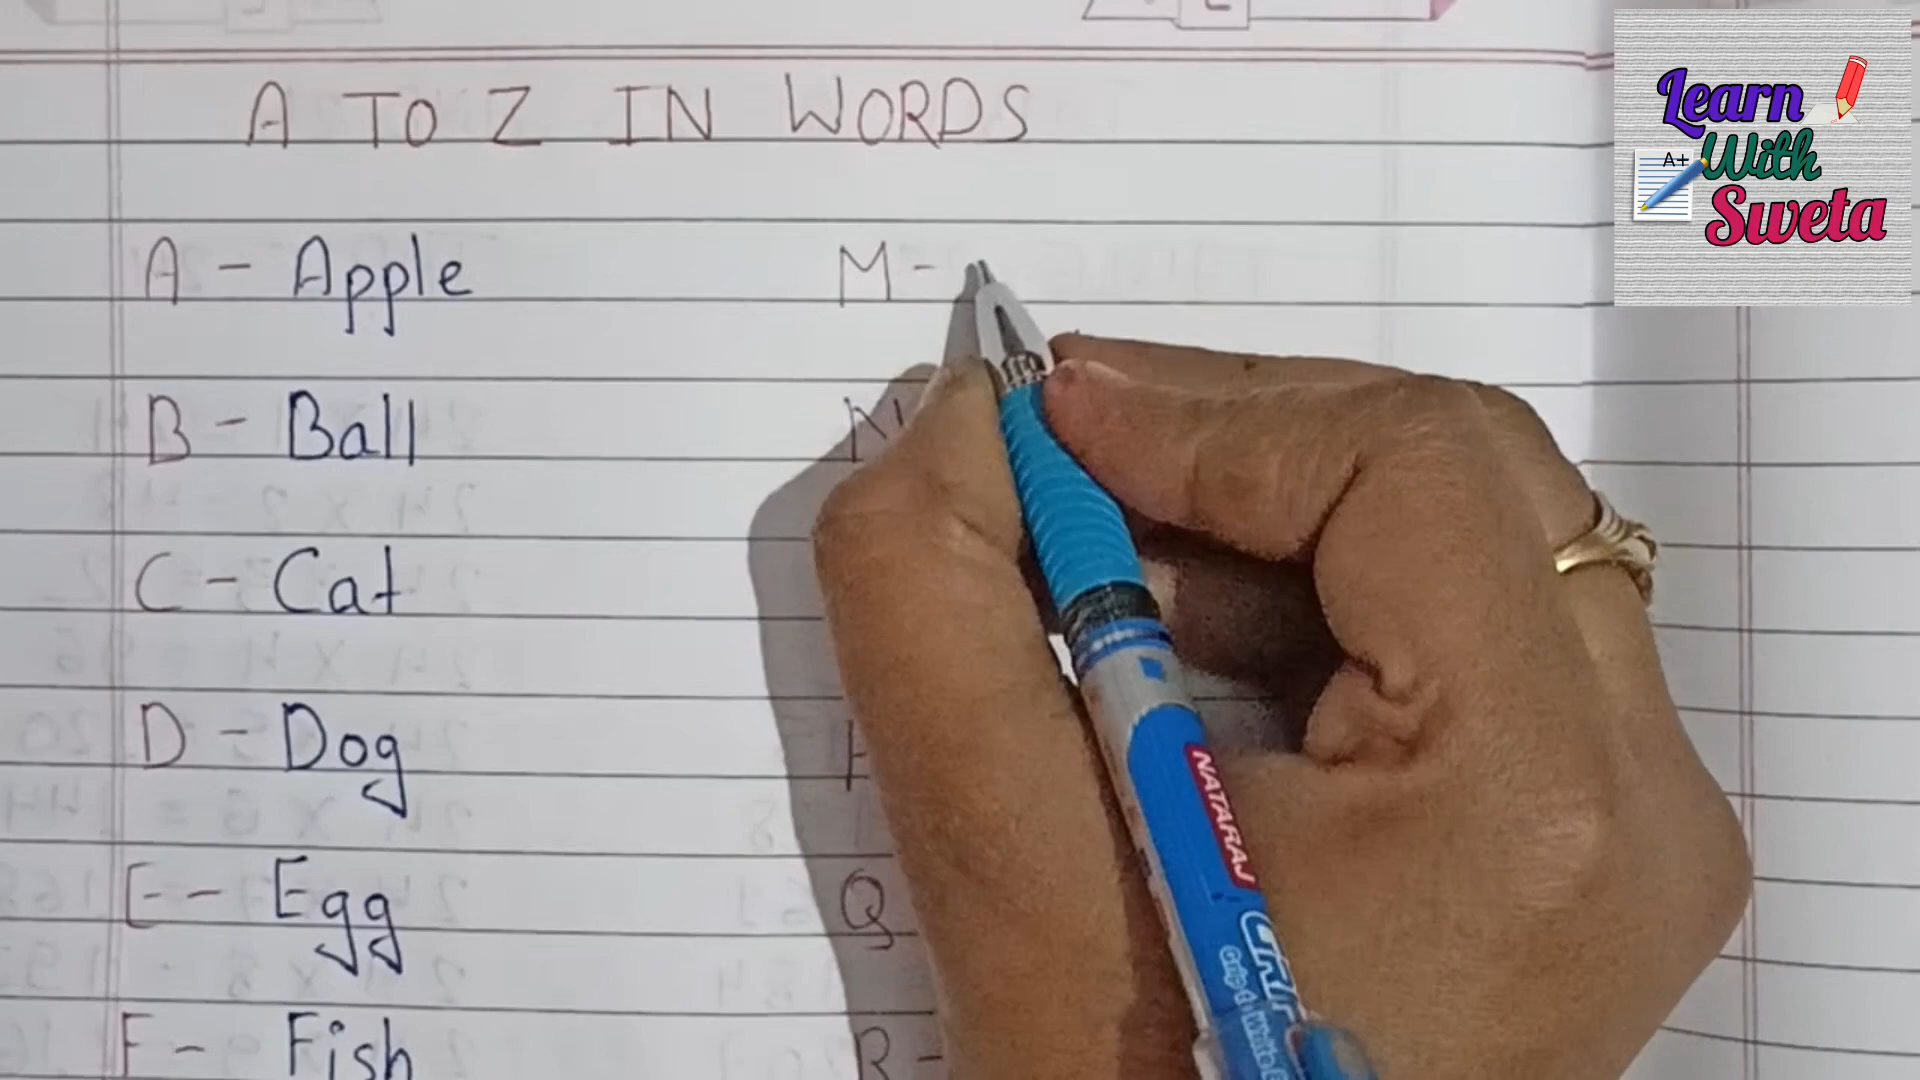 A TO Z IN WORDS
A - Apple
B - Ball
C - Cat
D - Dog
E - Egg
F - Fish
M -
N
P
Q
R -
NATARAJ
Learn
With
Sweta
A+